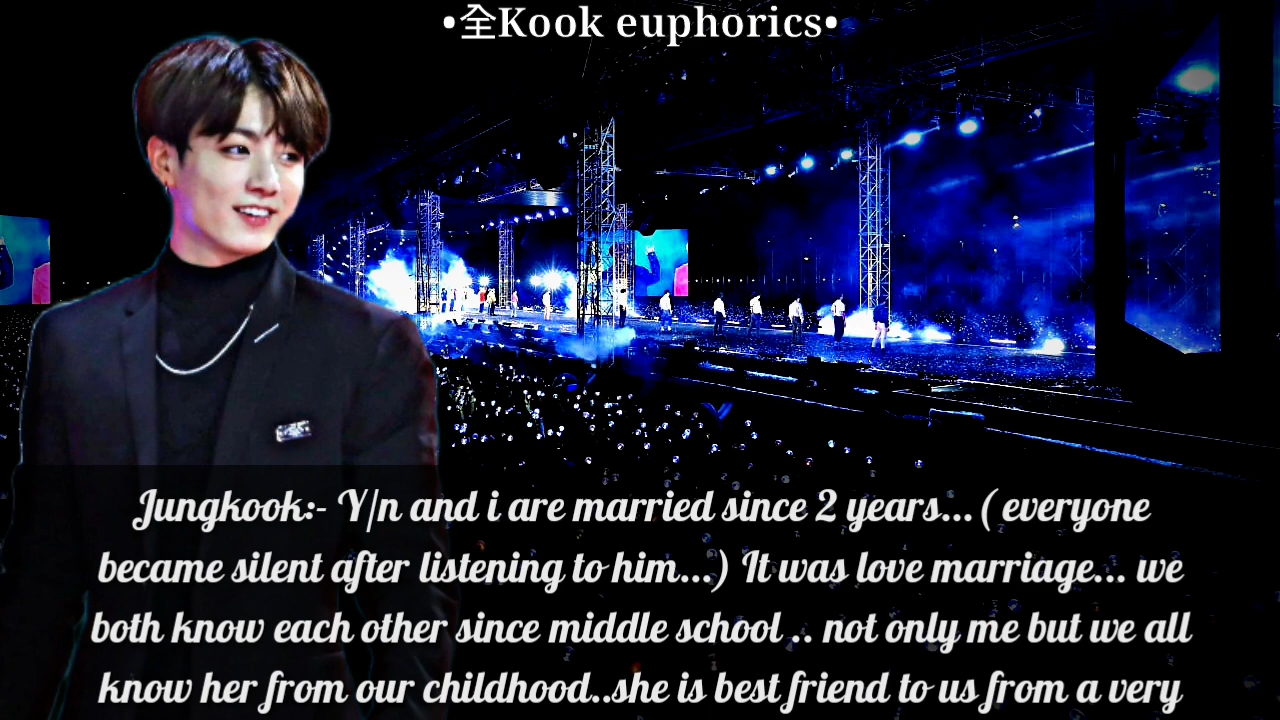 •全Kook euphorics•
Jungkook:- Y/n and i are married since 2 years...( everyone
became silent after listening to him...) It was love marriage... we
both know each other since middle school .. not only me but we all
know her from our childhood..she is best friend to us from a very